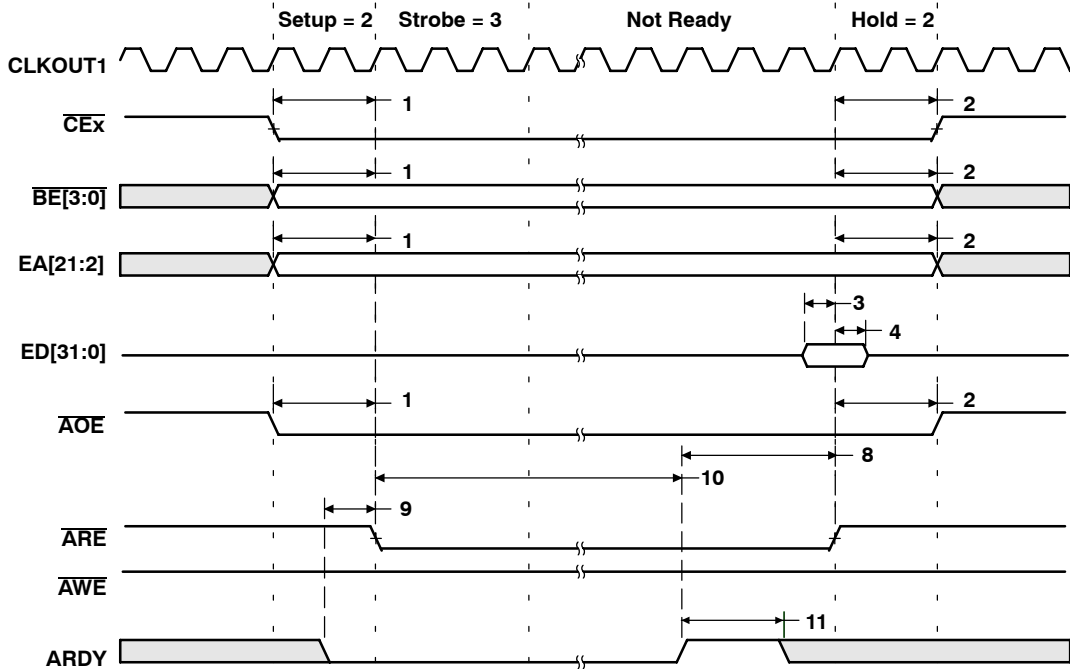 Setup = 2 Strobe = 3 Not Ready Hold = 2
CLKOUT1
CEx 1 2
BE[3:0] 1 2
EA[21:2] 1 2
3
4
ED[31:0]
AOE 1 2
8
10
9
ARE
AWE
11
ARDY